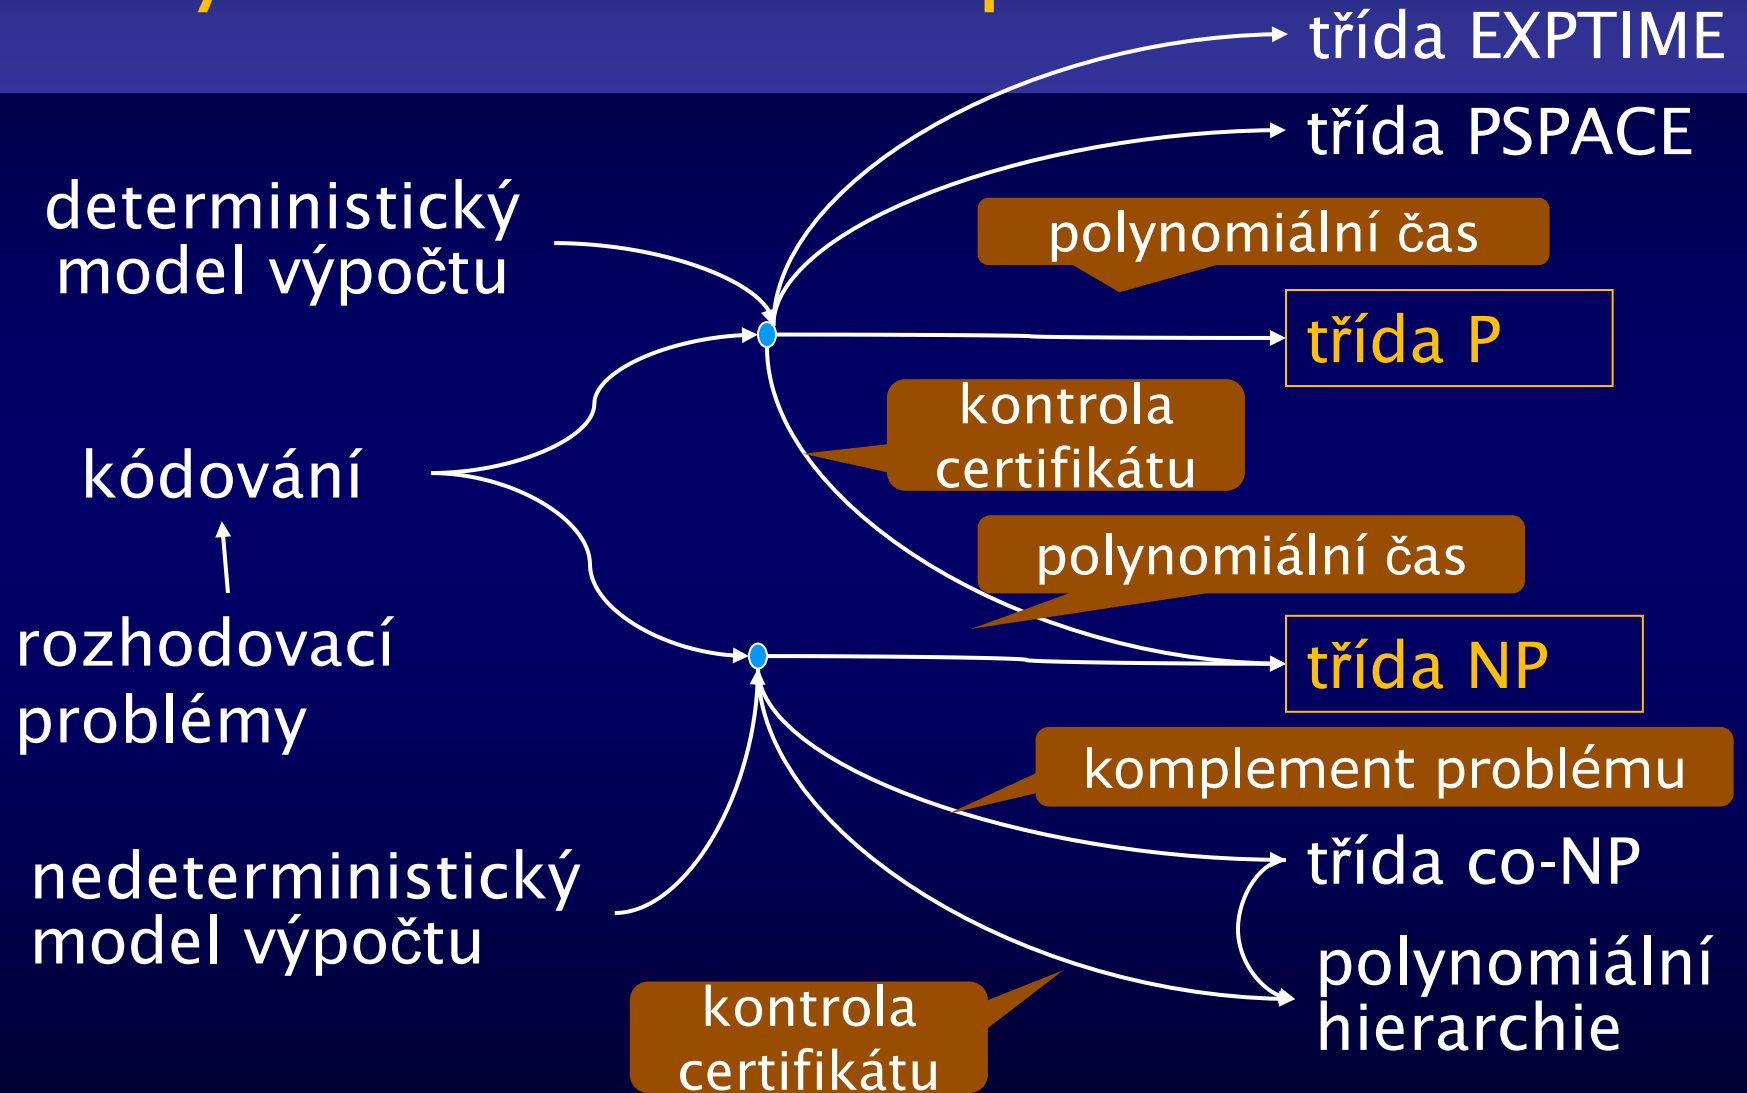 třída EXPTIME
třída PSPACE
deterministický
model výpočtu
polynomiální čas
třída P
kontrola
certifikátu
kódování
polynomiální čas
rozhodovací
problémy
třída NP
komplement problému
třída co-NP
nedeterministický
model výpočtu
polynomiální
hierarchie
kontrola
certifikátu